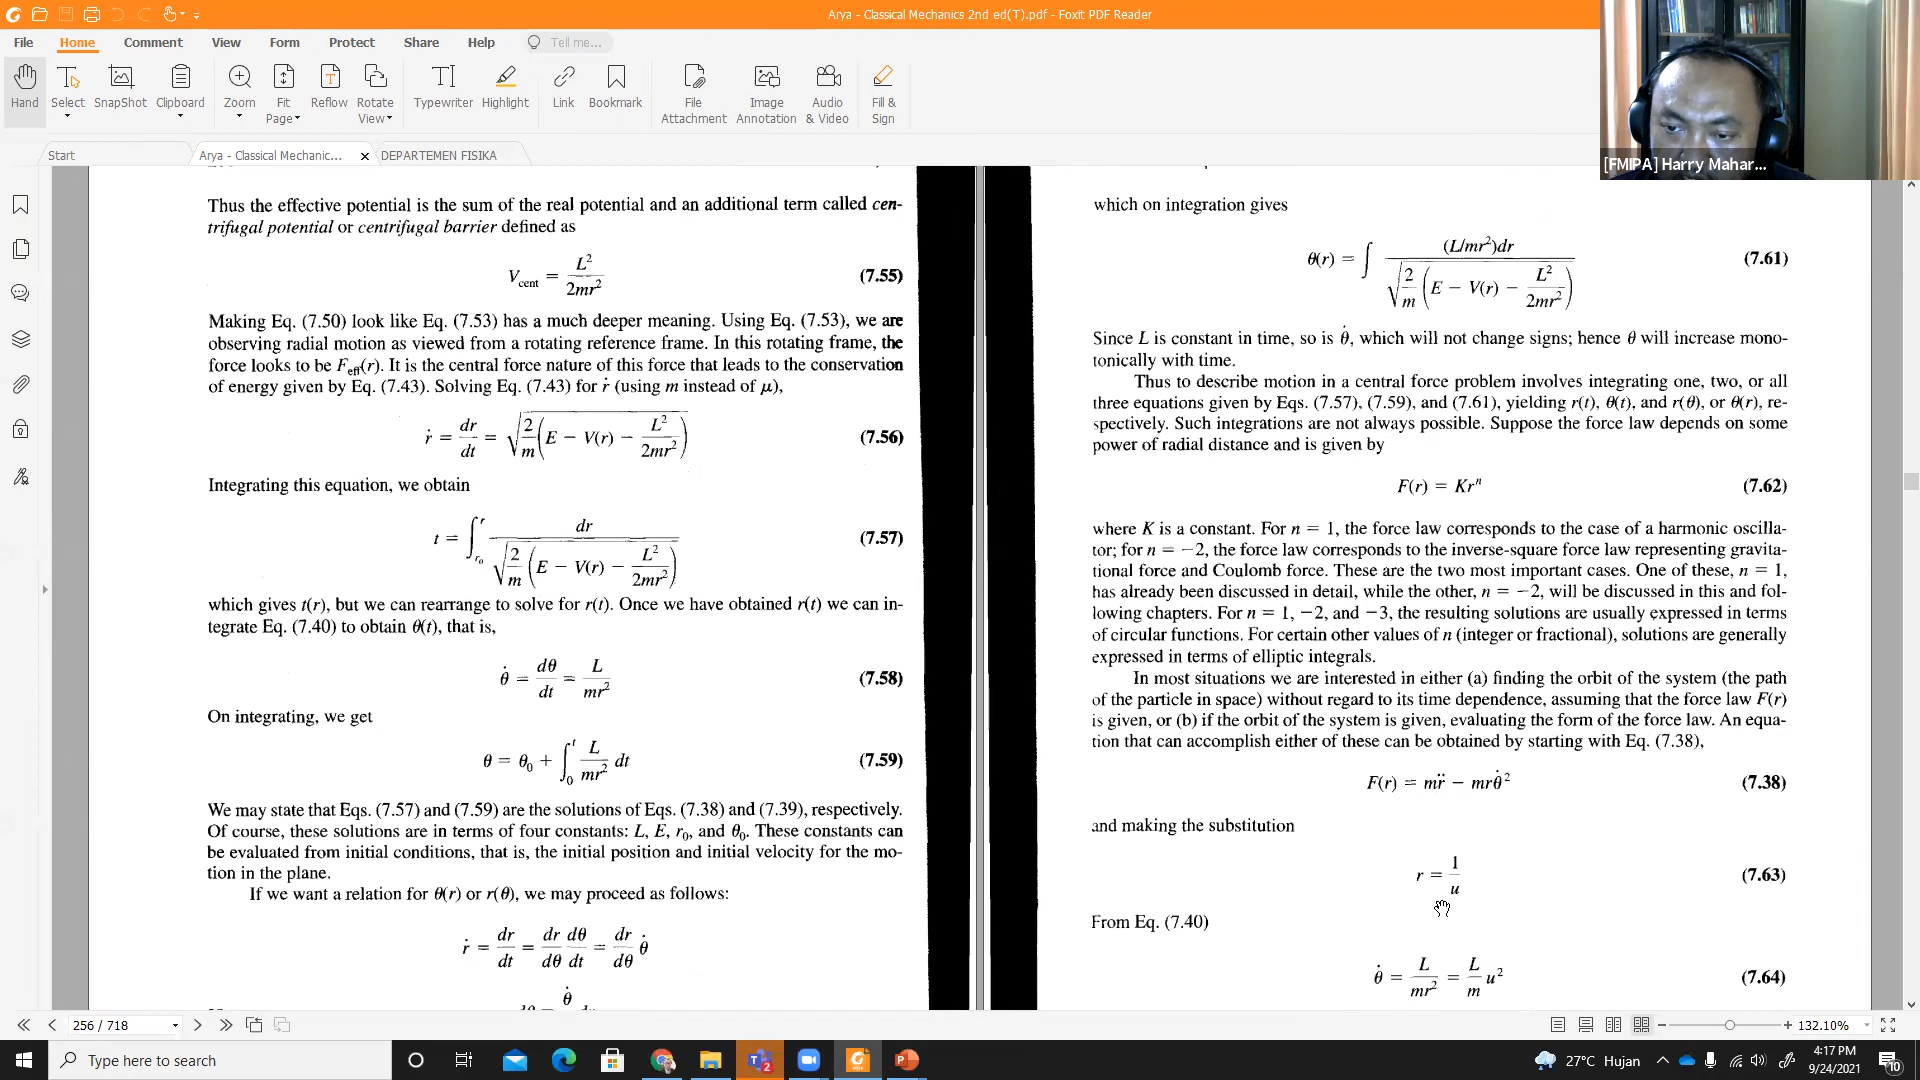 Arya - Classical Mechanics 2nd ed(T).pdf - Foxit PDF Reader
File Home Comment View Form Protect Share Help Tell me...
Hand Select SnapShot Clipboard Zoom Fit Page Reflow Rotate View Typewriter Highlight Link Bookmark File Attachment Image Annotation Audio & Video Fill & Sign
[FMIPA] Harry Mahar...
Start Arya - Classical Mechanic... DEPARTEMEN FISIKA
Thus the effective potential is the sum of the real potential and an additional term called cen-
trifugal potential or centrifugal barrier defined as
V_cent = L²/2mr² (7.55)
Making Eq. (7.50) look like Eq. (7.53) has a much deeper meaning. Using Eq. (7.53), we are
observing radial motion as viewed from a rotating reference frame. In this rotating frame, the
force looks to be F_eff(r). It is the central force nature of this force that leads to the conservation
of energy given by Eq. (7.43). Solving Eq. (7.43) for ṙ (using m instead of μ),
ṙ = dr/dt = √(2/m (E − V(r) − L²/2mr²)) (7.56)
Integrating this equation, we obtain
t = ∫_{r₀}^{r} dr / √(2/m (E − V(r) − L²/2mr²)) (7.57)
which gives t(r), but we can rearrange to solve for r(t). Once we have obtained r(t) we can in-
tegrate Eq. (7.40) to obtain θ(t), that is,
θ̇ = dθ/dt = L/mr² (7.58)
On integrating, we get
θ = θ₀ + ∫_0^t L/mr² dt (7.59)
We may state that Eqs. (7.57) and (7.59) are the solutions of Eqs. (7.38) and (7.39), respectively.
Of course, these solutions are in terms of four constants: L, E, r₀, and θ₀. These constants can
be evaluated from initial conditions, that is, the initial position and initial velocity for the mo-
tion in the plane.
If we want a relation for θ(r) or r(θ), we may proceed as follows:
ṙ = dr/dt = dr/dθ dθ/dt = dr/dθ θ̇
which on integration gives
θ(r) = ∫ (L/mr²)dr / √(2/m (E − V(r) − L²/2mr²)) (7.61)
Since L is constant in time, so is θ̇, which will not change signs; hence θ will increase mono-
tonically with time.
Thus to describe motion in a central force problem involves integrating one, two, or all
three equations given by Eqs. (7.57), (7.59), and (7.61), yielding r(t), θ(t), and r(θ), or θ(r), re-
spectively. Such integrations are not always possible. Suppose the force law depends on some
power of radial distance and is given by
F(r) = Krⁿ (7.62)
where K is a constant. For n = 1, the force law corresponds to the case of a harmonic oscilla-
tor; for n = −2, the force law corresponds to the inverse-square force law representing gravita-
tional force and Coulomb force. These are the two most important cases. One of these, n = 1,
has already been discussed in detail, while the other, n = −2, will be discussed in this and fol-
lowing chapters. For n = 1, −2, and −3, the resulting solutions are usually expressed in terms
of circular functions. For certain other values of n (integer or fractional), solutions are generally
expressed in terms of elliptic integrals.
In most situations we are interested in either (a) finding the orbit of the system (the path
of the particle in space) without regard to its time dependence, assuming that the force law F(r)
is given, or (b) if the orbit of the system is given, evaluating the form of the force law. An equa-
tion that can accomplish either of these can be obtained by starting with Eq. (7.38),
F(r) = mr̈ − mrθ̇² (7.38)
and making the substitution
r = 1/u (7.63)
From Eq. (7.40)
θ̇ = L/mr² = L/m u² (7.64)
256 / 718
132.10%
Type here to search
2
27°C Hujan
4:17 PM
9/24/2021
10